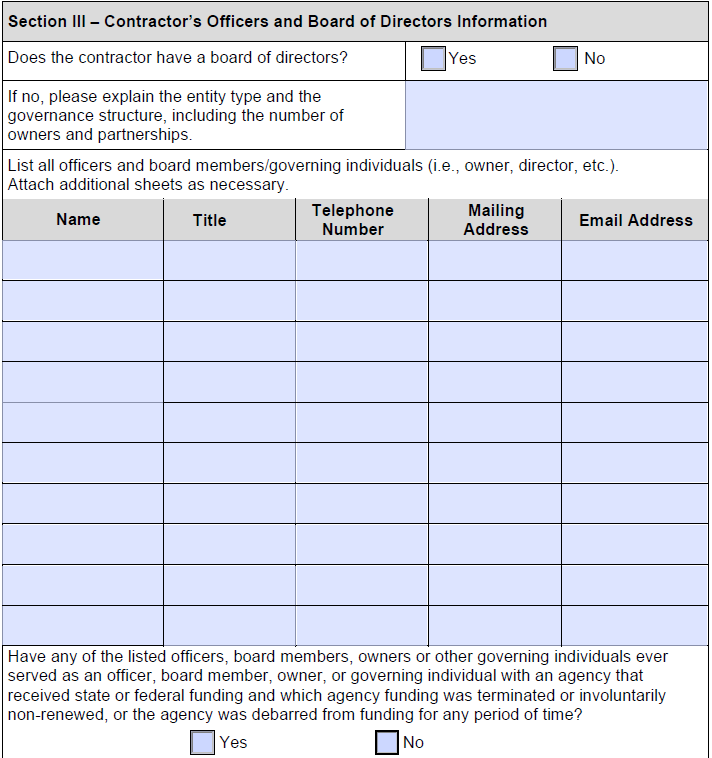 Section III – Contractor's Officers and Board of Directors Information
Does the contractor have a board of directors?
Yes
No
If no, please explain the entity type and the
governance structure, including the number of
owners and partnerships.
List all officers and board members/governing individuals (i.e., owner, director, etc.).
Attach additional sheets as necessary.
Name
Title
Telephone
Number
Mailing
Address
Email Address
Have any of the listed officers, board members, owners or other governing individuals ever
served as an officer, board member, owner, or governing individual with an agency that
received state or federal funding and which agency funding was terminated or involuntarily
non-renewed, or the agency was debarred from funding for any period of time?
Yes
No